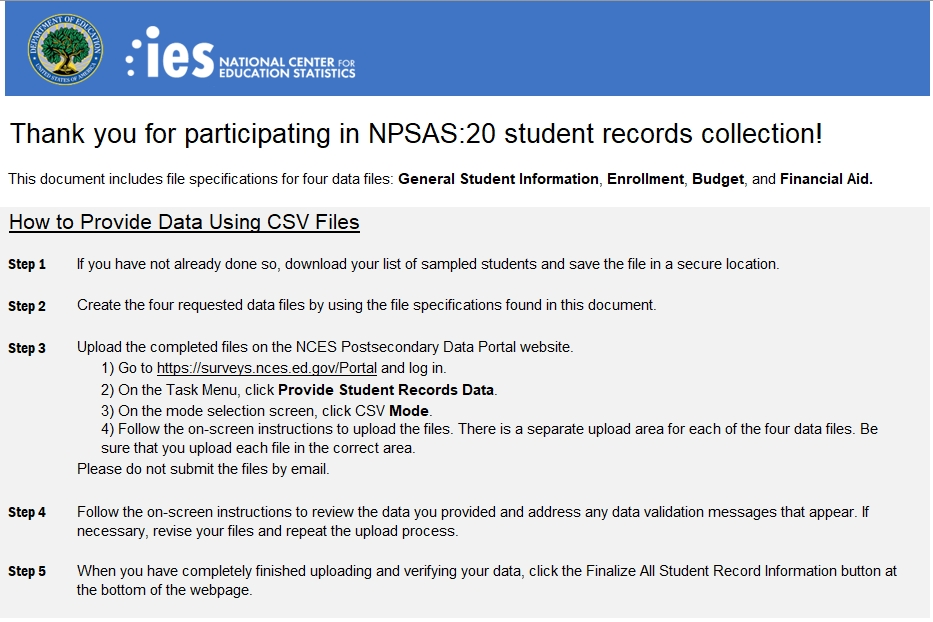 DEPARTMENT OF EDUCATION
UNITED STATES OF AMERICA
ies NATIONAL CENTER FOR
EDUCATION STATISTICS
Thank you for participating in NPSAS:20 student records collection!
This document includes file specifications for four data files: General Student Information, Enrollment, Budget, and Financial Aid.
How to Provide Data Using CSV Files
Step 1 If you have not already done so, download your list of sampled students and save the file in a secure location.
Step 2 Create the four requested data files by using the file specifications found in this document.
Step 3 Upload the completed files on the NCES Postsecondary Data Portal website.
1) Go to https://surveys.nces.ed.gov/Portal and log in.
2) On the Task Menu, click Provide Student Records Data.
3) On the mode selection screen, click CSV Mode.
4) Follow the on-screen instructions to upload the files. There is a separate upload area for each of the four data files. Be
sure that you upload each file in the correct area.
Please do not submit the files by email.
Step 4 Follow the on-screen instructions to review the data you provided and address any data validation messages that appear. If
necessary, revise your files and repeat the upload process.
Step 5 When you have completely finished uploading and verifying your data, click the Finalize All Student Record Information button at
the bottom of the webpage.